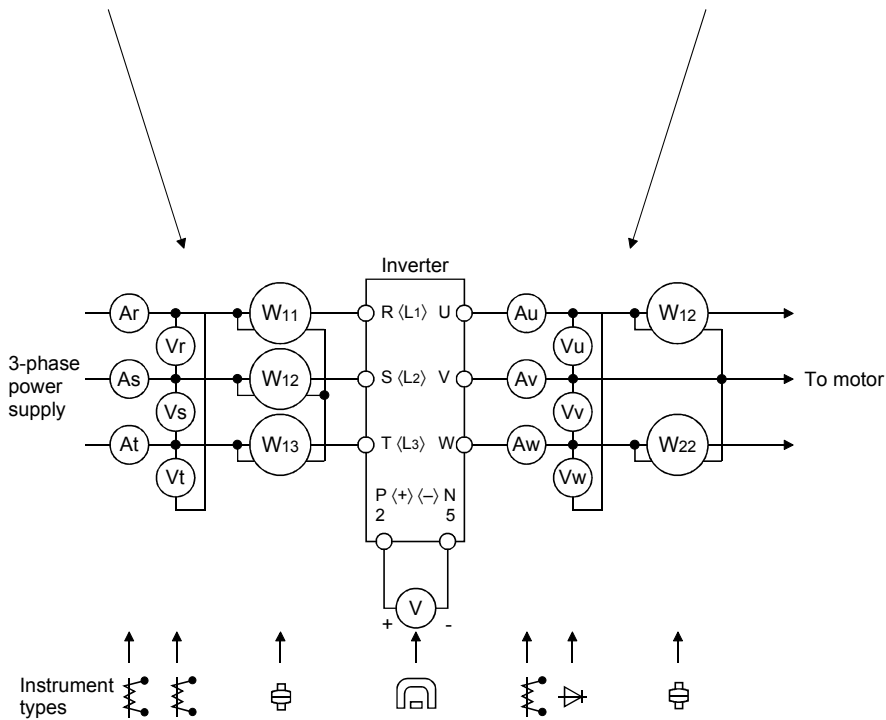 Inverter
Ar
W11
R ⟨L1⟩ U
Au
W12
Vr
Vu
3-phase
power
supply
As
W12
S ⟨L2⟩ V
Av
To motor
Vs
Vv
At
W13
T ⟨L3⟩ W
Aw
W22
Vt
Vw
P ⟨+⟩ ⟨–⟩ N
2 5
V
+ -
Instrument
types